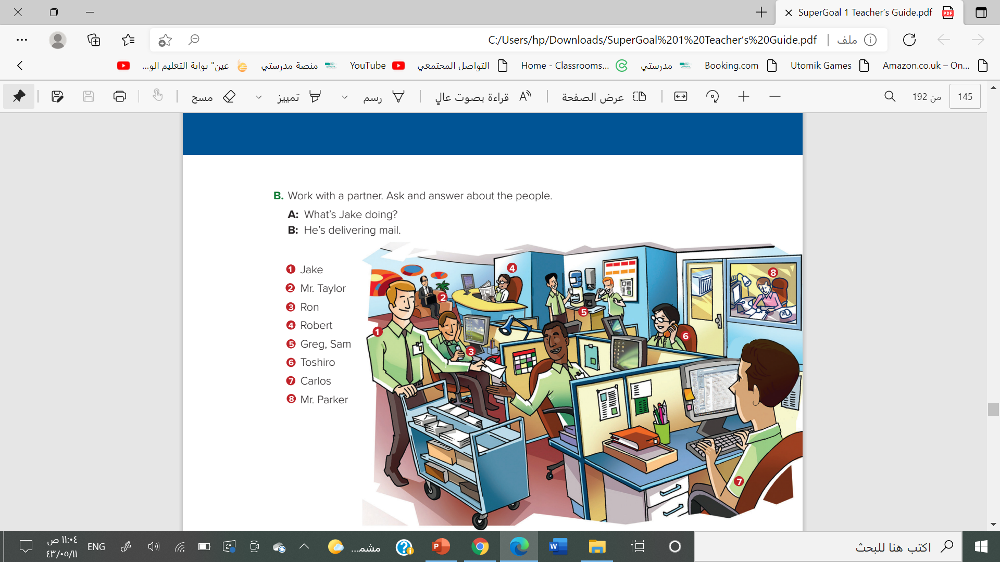 SuperGoal 1 Teacher's Guide.pdf
PDF
C:/Users/hp/Downloads/SuperGoal%201%20Teacher's%20Guide.pdf
ملف
Amazon.co.uk – On...
Utomik Games
Booking.com
مدرستي
Home - Classrooms...
التواصل المجتمعي
YouTube
منصة مدرستي
عين" بوابة التعليم الو...
145
من 192
عرض الصفحة
قراءة بصوت عالٍ
رسم
تمييز
مسح
B. Work with a partner. Ask and answer about the people.
A: What's Jake doing?
B: He's delivering mail.
1 Jake
2 Mr. Taylor
3 Ron
4 Robert
5 Greg, Sam
6 Toshiro
7 Carlos
8 Mr. Parker
4
8
2
5
1
6
3
7
اكتب هنا للبحث
W
P
مشم...
ENG
١١:٠٤ ص
٤٣/٠٥/١١